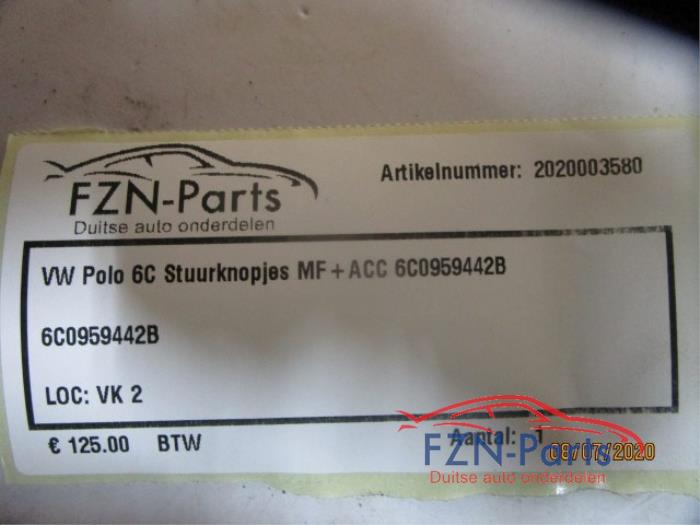 FZN-Parts
Duitse auto onderdelen
Artikelnummer: 2020003580
VW Polo 6C Stuurknopjes MF+ACC 6C0959442B
6C0959442B
LOC: VK 2
€ 125.00 BTW
Aantal: 1
08/07/2020
FZN-Parts
Duitse auto onderdelen